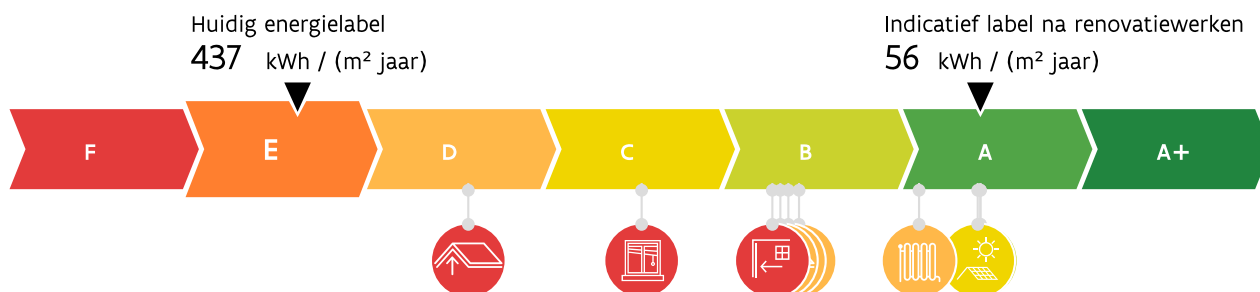 Huidig energielabel
437 kWh / (m² jaar)
Indicatief label na renovatiewerken
56 kWh / (m² jaar)
F E D C B A A+